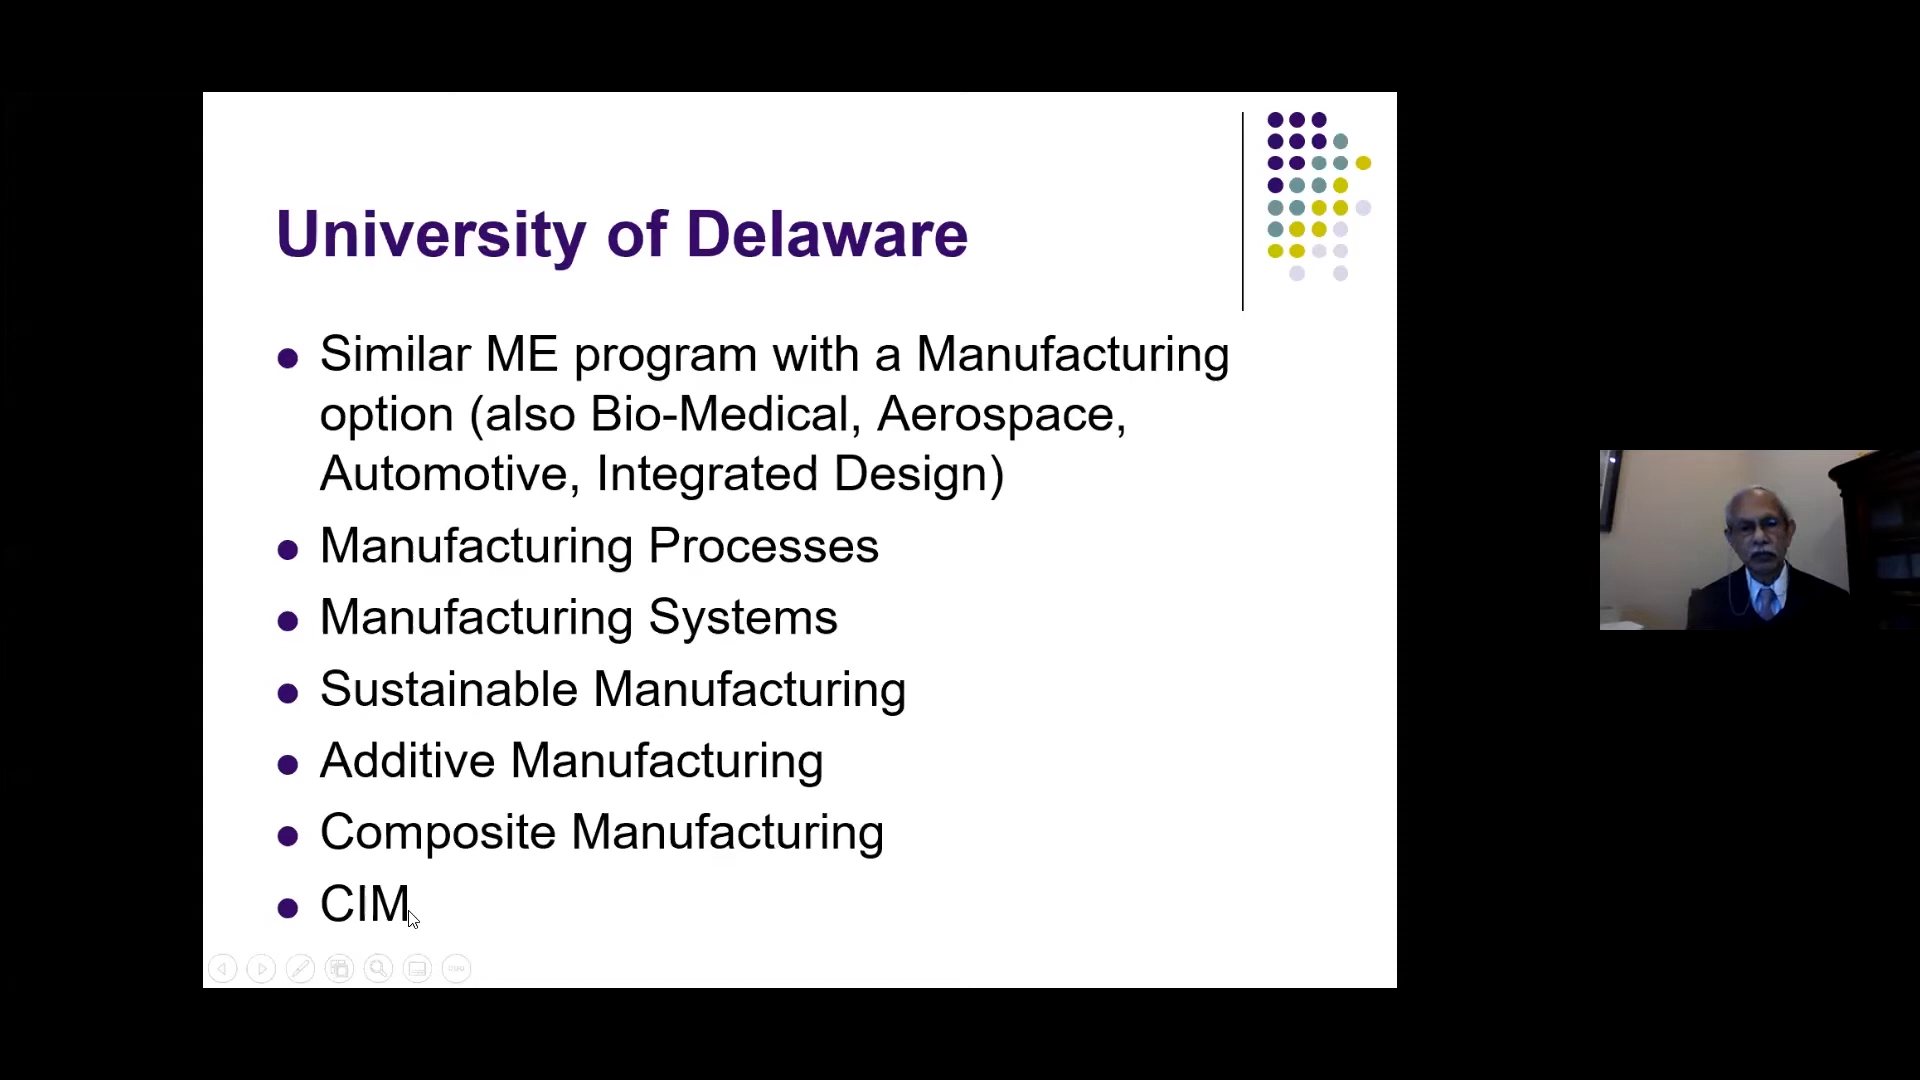 University of Delaware
Similar ME program with a Manufacturing
option (also Bio-Medical, Aerospace,
Automotive, Integrated Design)
Manufacturing Processes
Manufacturing Systems
Sustainable Manufacturing
Additive Manufacturing
Composite Manufacturing
CIM